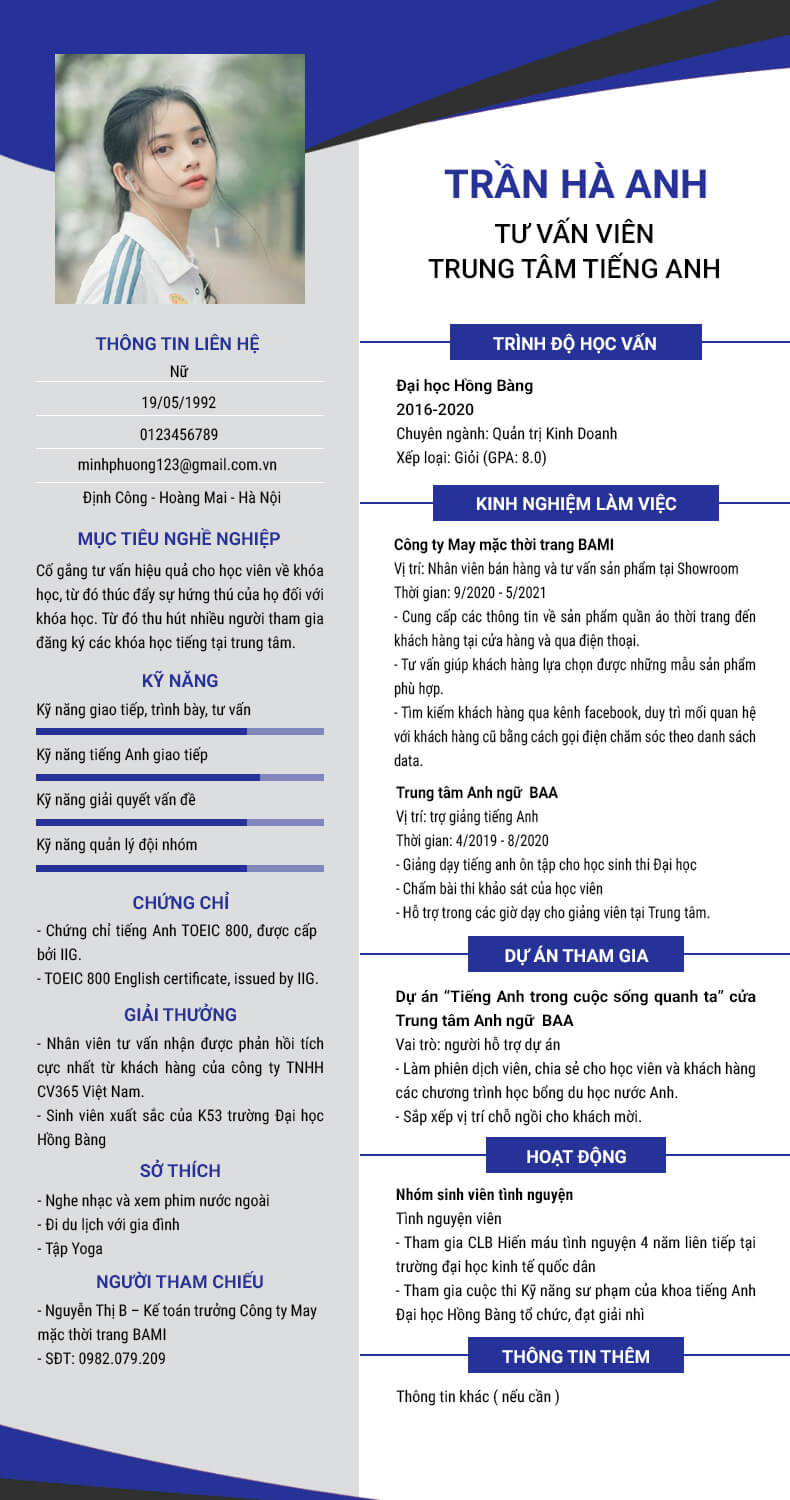 TRẦN HÀ ANH
TƯ VẤN VIÊN
TRUNG TÂM TIẾNG ANH
THÔNG TIN LIÊN HỆ
Nữ
19/05/1992
0123456789
minhphuong123@gmail.com.vn
Định Công - Hoàng Mai - Hà Nội
MỤC TIÊU NGHỀ NGHIỆP
Cố gắng tư vấn hiệu quả cho học viên về khóa
học, từ đó thúc đẩy sự hứng thú của họ đối với
khóa học. Từ đó thu hút nhiều người tham gia
đăng ký các khóa học tiếng tại trung tâm.
KỸ NĂNG
Kỹ năng giao tiếp, trình bày, tư vấn
Kỹ năng tiếng Anh giao tiếp
Kỹ năng giải quyết vấn đề
Kỹ năng quản lý đội nhóm
CHỨNG CHỈ
- Chứng chỉ tiếng Anh TOEIC 800, được cấp
bởi IIG.
- TOEIC 800 English certificate, issued by IIG.
GIẢI THƯỞNG
- Nhân viên tư vấn nhận được phản hồi tích
cực nhất từ khách hàng của công ty TNHH
CV365 Việt Nam.
- Sinh viên xuất sắc của K53 trường Đại học
Hồng Bàng
SỞ THÍCH
- Nghe nhạc và xem phim nước ngoài
- Đi du lịch với gia đình
- Tập Yoga
NGƯỜI THAM CHIẾU
- Nguyễn Thị B – Kế toán trưởng Công ty May
mặc thời trang BAMI
- SĐT: 0982.079.209
TRÌNH ĐỘ HỌC VẤN
Đại học Hồng Bàng
2016-2020
Chuyên ngành: Quản trị Kinh Doanh
Xếp loại: Giỏi (GPA: 8.0)
KINH NGHIỆM LÀM VIỆC
Công ty May mặc thời trang BAMI
Vị trí: Nhân viên bán hàng và tư vấn sản phẩm tại Showroom
Thời gian: 9/2020 - 5/2021
- Cung cấp các thông tin về sản phẩm quần áo thời trang đến
khách hàng tại cửa hàng và qua điện thoại.
- Tư vấn giúp khách hàng lựa chọn được những mẫu sản phẩm
phù hợp.
- Tìm kiếm khách hàng qua kênh facebook, duy trì mối quan hệ
với khách hàng cũ bằng cách gọi điện chăm sóc theo danh sách
data.
Trung tâm Anh ngữ BAA
Vị trí: trợ giảng tiếng Anh
Thời gian: 4/2019 - 8/2020
- Giảng dạy tiếng anh ôn tập cho học sinh thi Đại học
- Chấm bài thi khảo sát của học viên
- Hỗ trợ trong các giờ dạy cho giảng viên tại Trung tâm.
DỰ ÁN THAM GIA
Dự án “Tiếng Anh trong cuộc sống quanh ta” cửa
Trung tâm Anh ngữ BAA
Vai trò: người hỗ trợ dự án
- Làm phiên dịch viên, chia sẻ cho học viên và khách hàng
các chương trình học bổng du học nước Anh.
- Sắp xếp vị trí chỗ ngồi cho khách mời.
HOẠT ĐỘNG
Nhóm sinh viên tình nguyện
Tình nguyện viên
- Tham gia CLB Hiến máu tình nguyện 4 năm liên tiếp tại
trường đại học kinh tế quốc dân
- Tham gia cuộc thi Kỹ năng sư phạm của khoa tiếng Anh
Đại học Hồng Bàng tổ chức, đạt giải nhì
THÔNG TIN THÊM
Thông tin khác ( nếu cần )